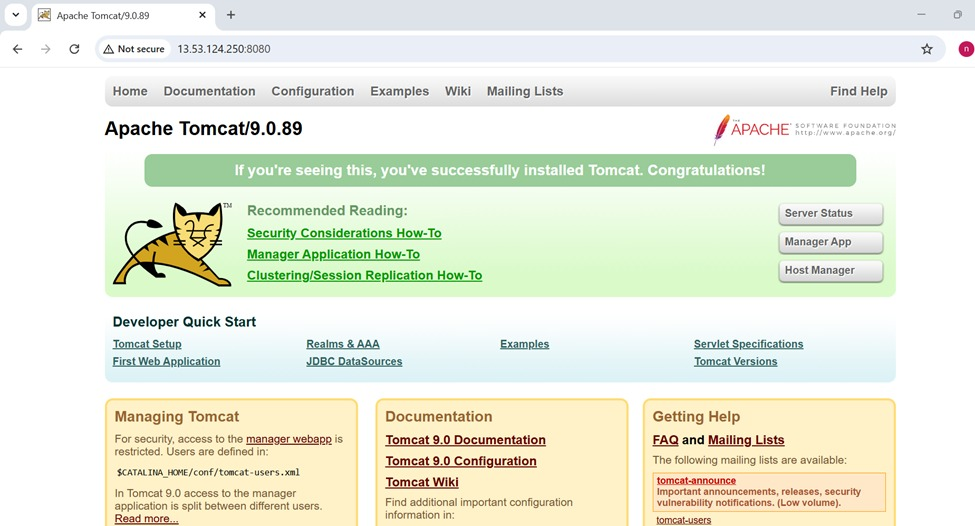 Apache Tomcat/9.0.89
Not secure 13.53.124.250:8080
n
Home Documentation Configuration Examples Wiki Mailing Lists Find Help
Apache Tomcat/9.0.89
THE APACHE® SOFTWARE FOUNDATION
http://www.apache.org/
If you're seeing this, you've successfully installed Tomcat. Congratulations!
TM
Recommended Reading:
Security Considerations How-To
Manager Application How-To
Clustering/Session Replication How-To
Server Status
Manager App
Host Manager
Developer Quick Start
Tomcat Setup
First Web Application
Realms & AAA
JDBC DataSources
Examples
Servlet Specifications
Tomcat Versions
Managing Tomcat
For security, access to the manager webapp is
restricted. Users are defined in:
$CATALINA_HOME/conf/tomcat-users.xml
In Tomcat 9.0 access to the manager
application is split between different users.
Read more...
Documentation
Tomcat 9.0 Documentation
Tomcat 9.0 Configuration
Tomcat Wiki
Find additional important configuration
information in:
Getting Help
FAQ and Mailing Lists
The following mailing lists are available:
tomcat-announce
Important announcements, releases, security
vulnerability notifications. (Low volume).
tomcat-users